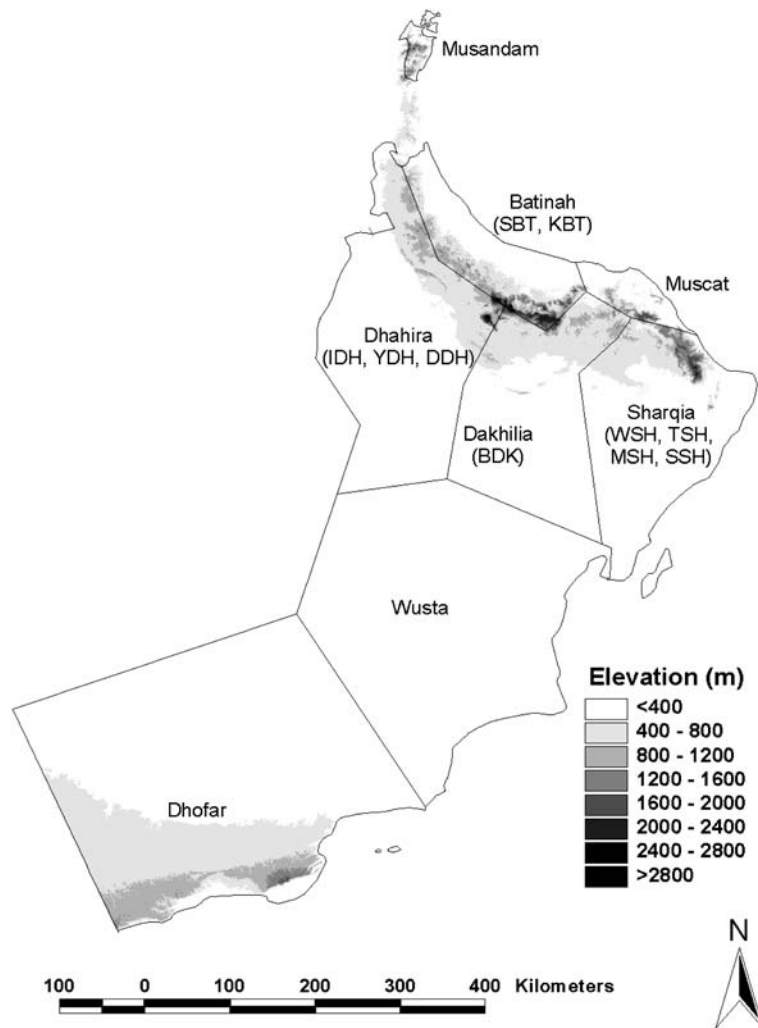 Musandam
Batinah
(SBT, KBT)
Muscat
Dhahira
(IDH, YDH, DDH)
Sharqia
(WSH, TSH,
MSH, SSH)
Dakhilia
(BDK)
Wusta
Dhofar
Elevation (m)
<400
400 - 800
800 - 1200
1200 - 1600
1600 - 2000
2000 - 2400
2400 - 2800
>2800
N
100 0 100 200 300 400 Kilometers